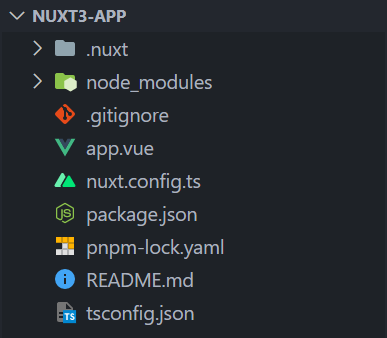 NUXT3-APP
.nuxt
node_modules
.gitignore
app.vue
nuxt.config.ts
package.json
pnpm-lock.yaml
README.md
tsconfig.json